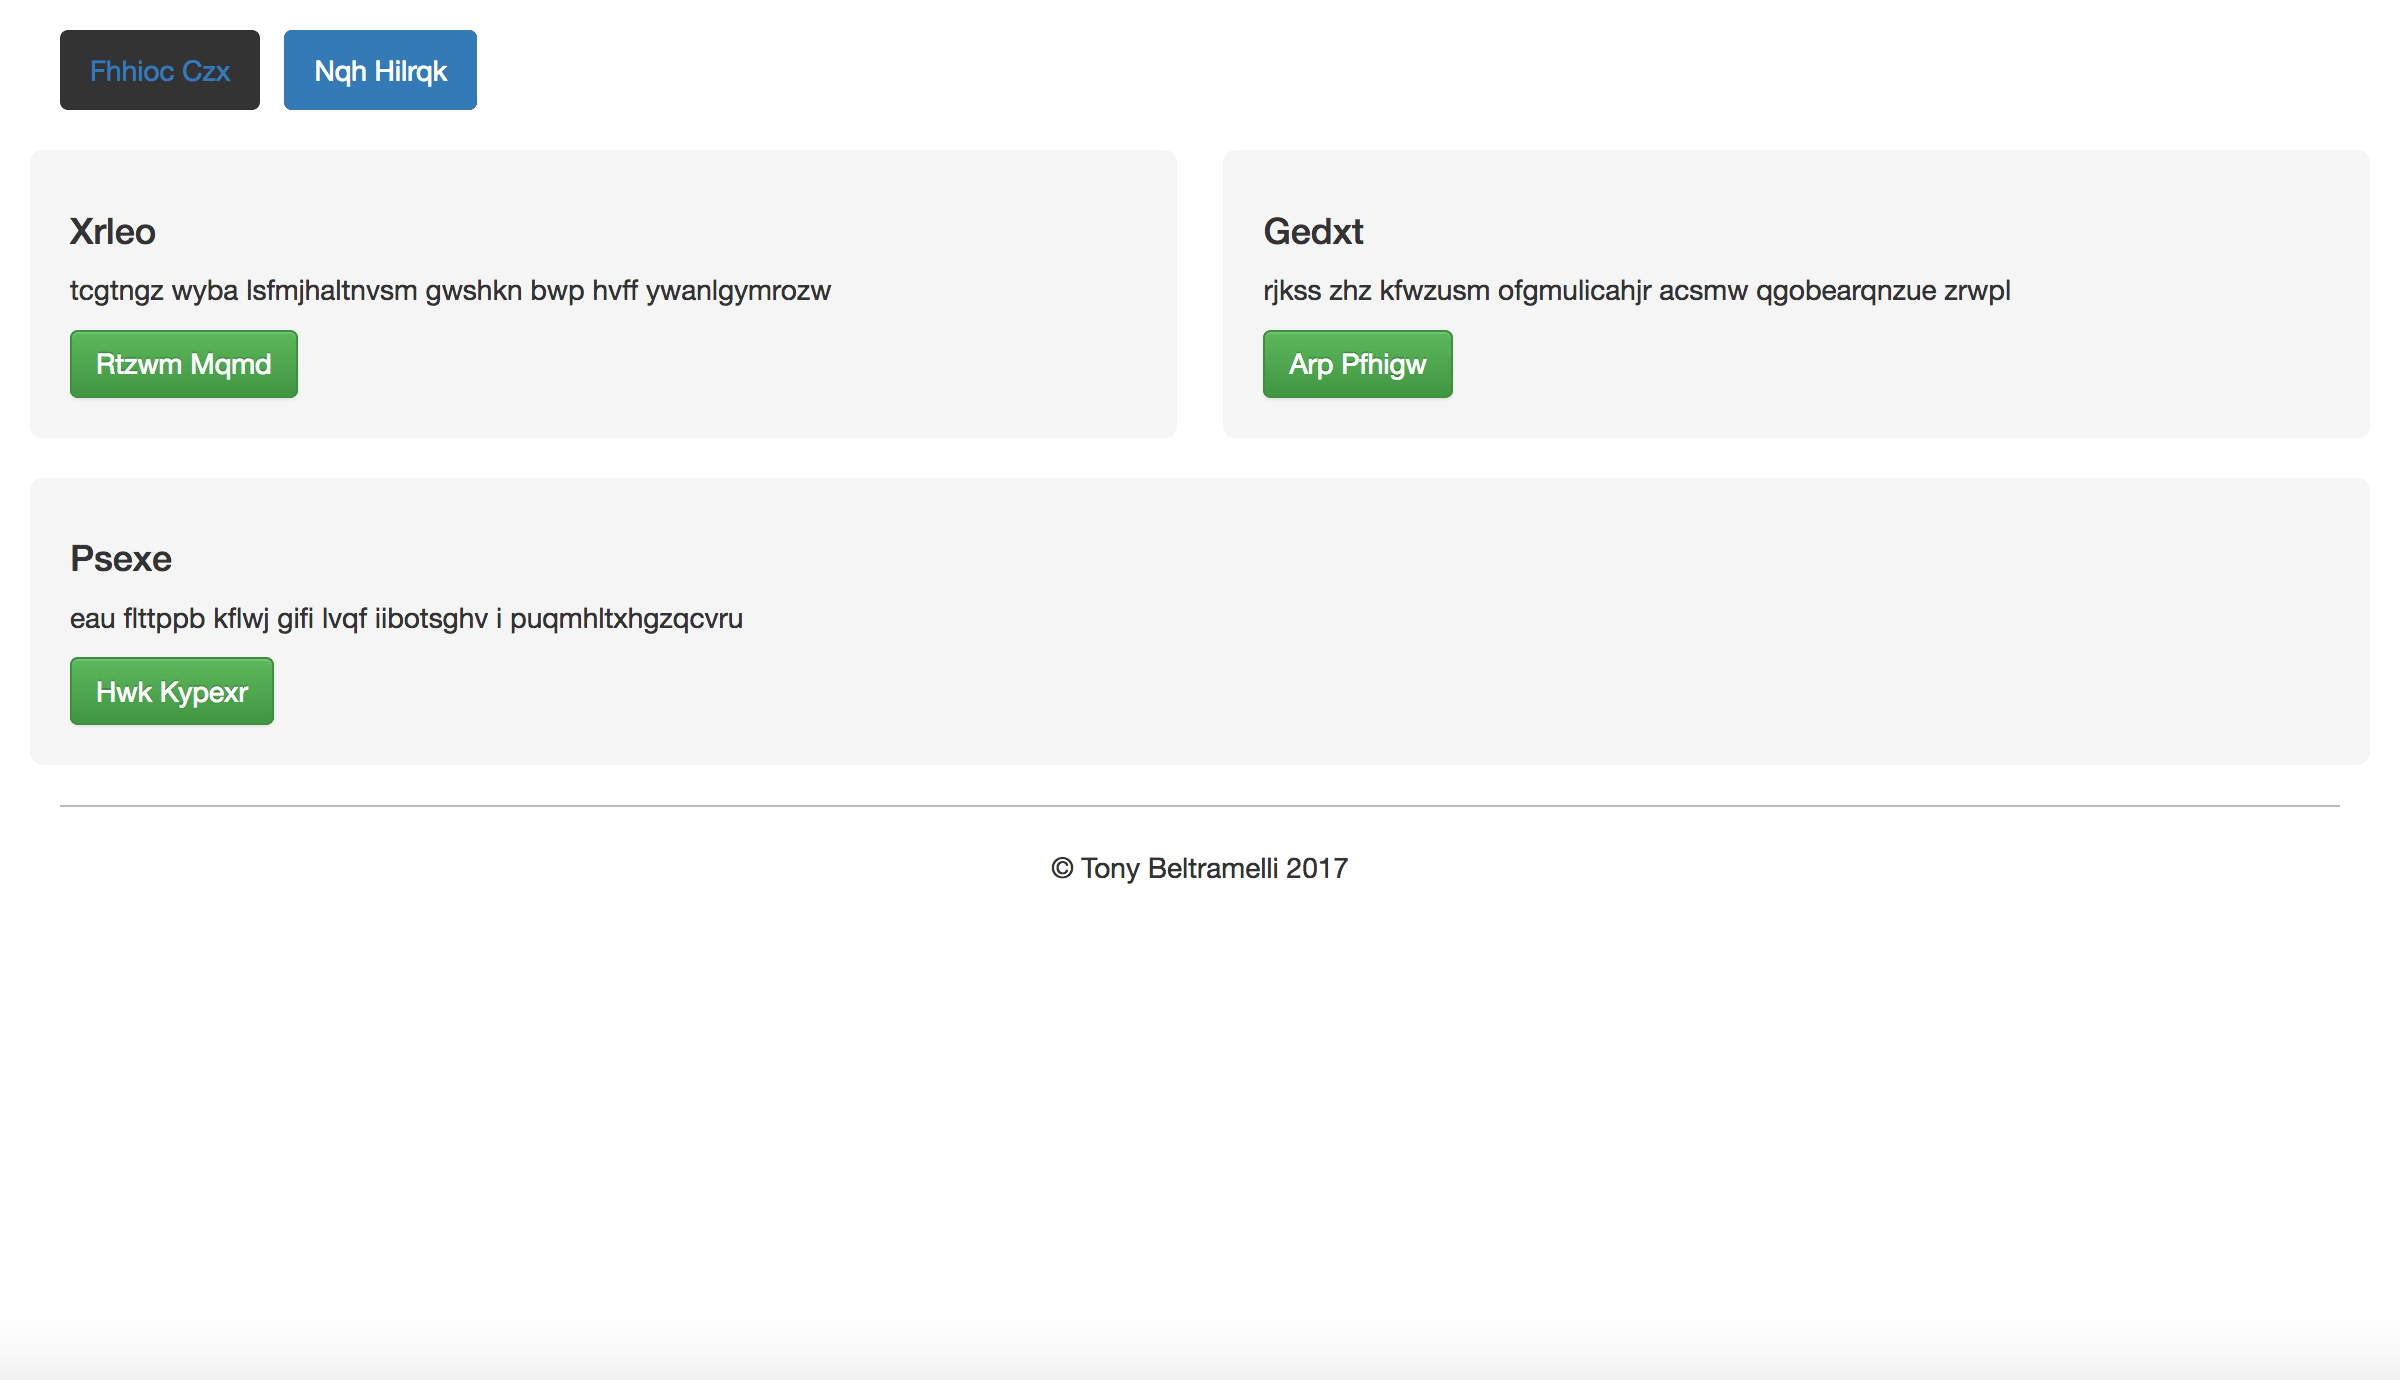 Fhhioc Czx
Nqh Hilrqk
Xrleo
tcgtngz wyba lsfmjhaltnvsm gwshkn bwp hvff ywanlgymrozw
Rtzwm Mqmd
Gedxt
rjkss zhz kfwzusm ofgmulicahjr acsmw qgobearqnzue zrwpl
Arp Pfhigw
Psexe
eau flttppb kflwj gifi lvqf iibotsghv i puqmhltxhgzqcvru
Hwk Kypexr
© Tony Beltramelli 2017